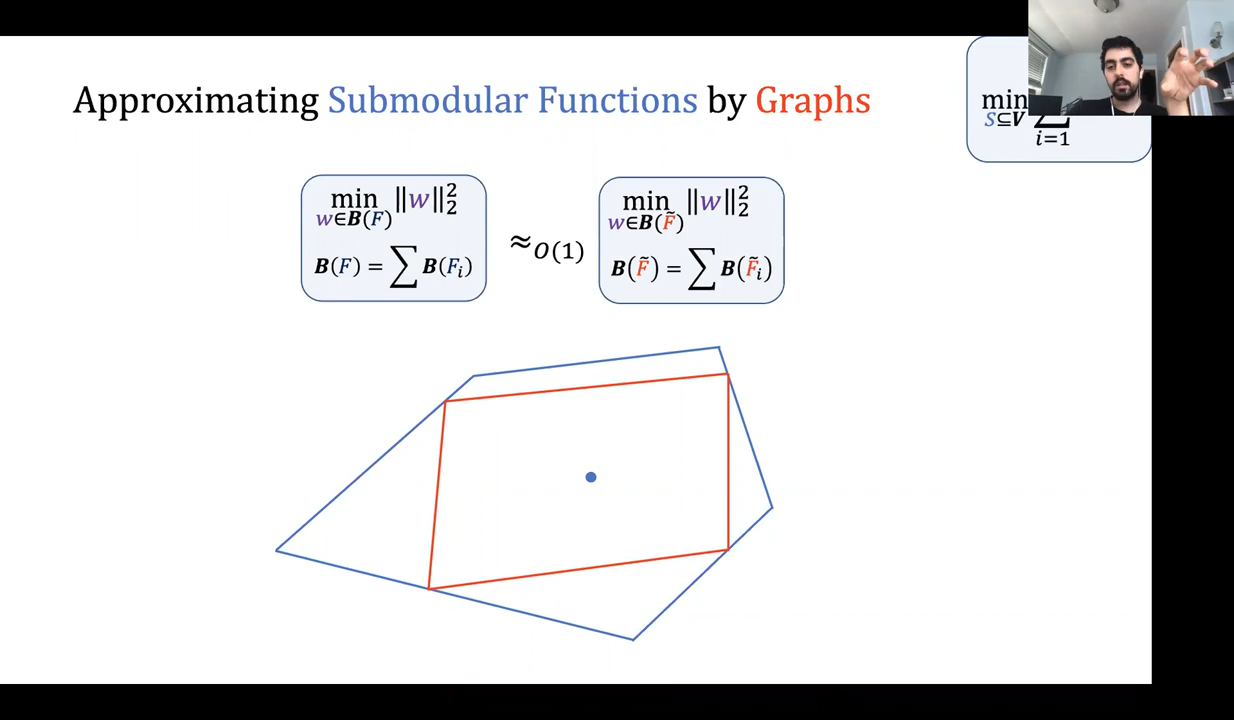 Approximating Submodular Functions by Graphs
min ‖w‖₂²
w∈B(F)
B(F) = ∑ B(Fᵢ)
≈O(1)
min ‖w‖₂²
w∈B(F̃)
B(F̃) = ∑ B(F̃ᵢ)
min ∑
S⊆V i=1